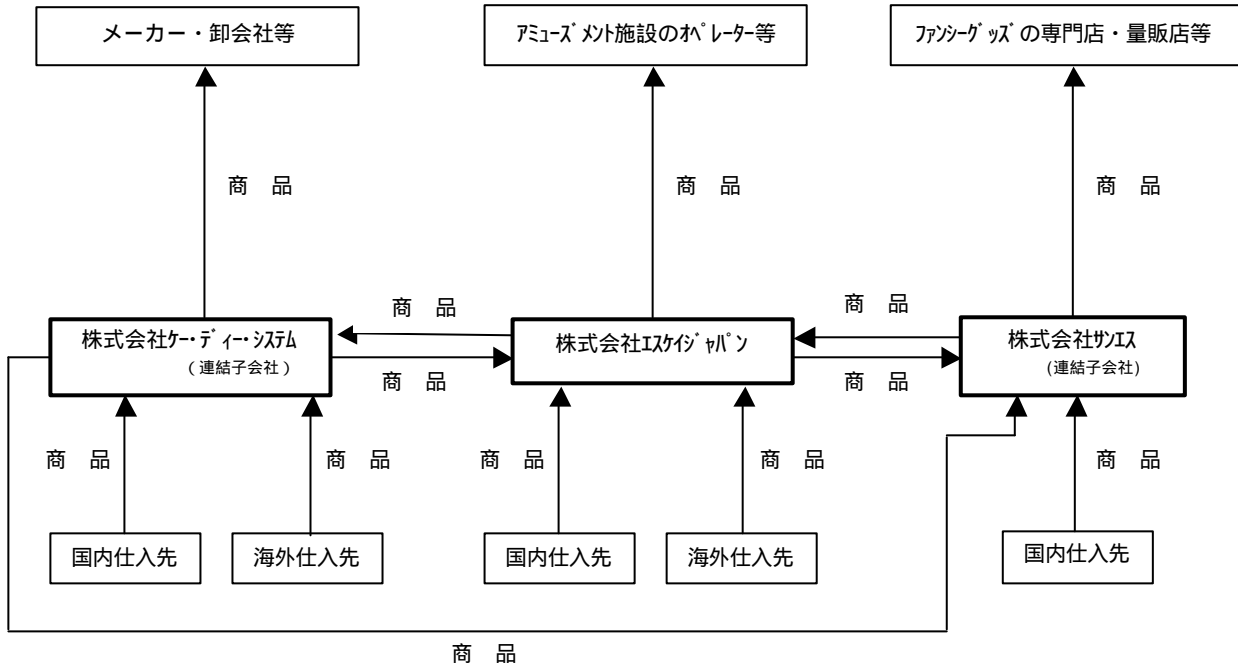 メーカー・卸会社等
アミューズメント施設のオペレーター等
ファンシーグッズの専門店・量販店等
商 品
商 品
商 品
商 品
商 品
株式会社ケー・ディー・システム
(連結子会社)
株式会社エスケイジャパン
株式会社サンエス
(連結子会社)
商 品
商 品
商 品
商 品
商 品
商 品
商 品
国内仕入先
海外仕入先
国内仕入先
海外仕入先
国内仕入先
商 品